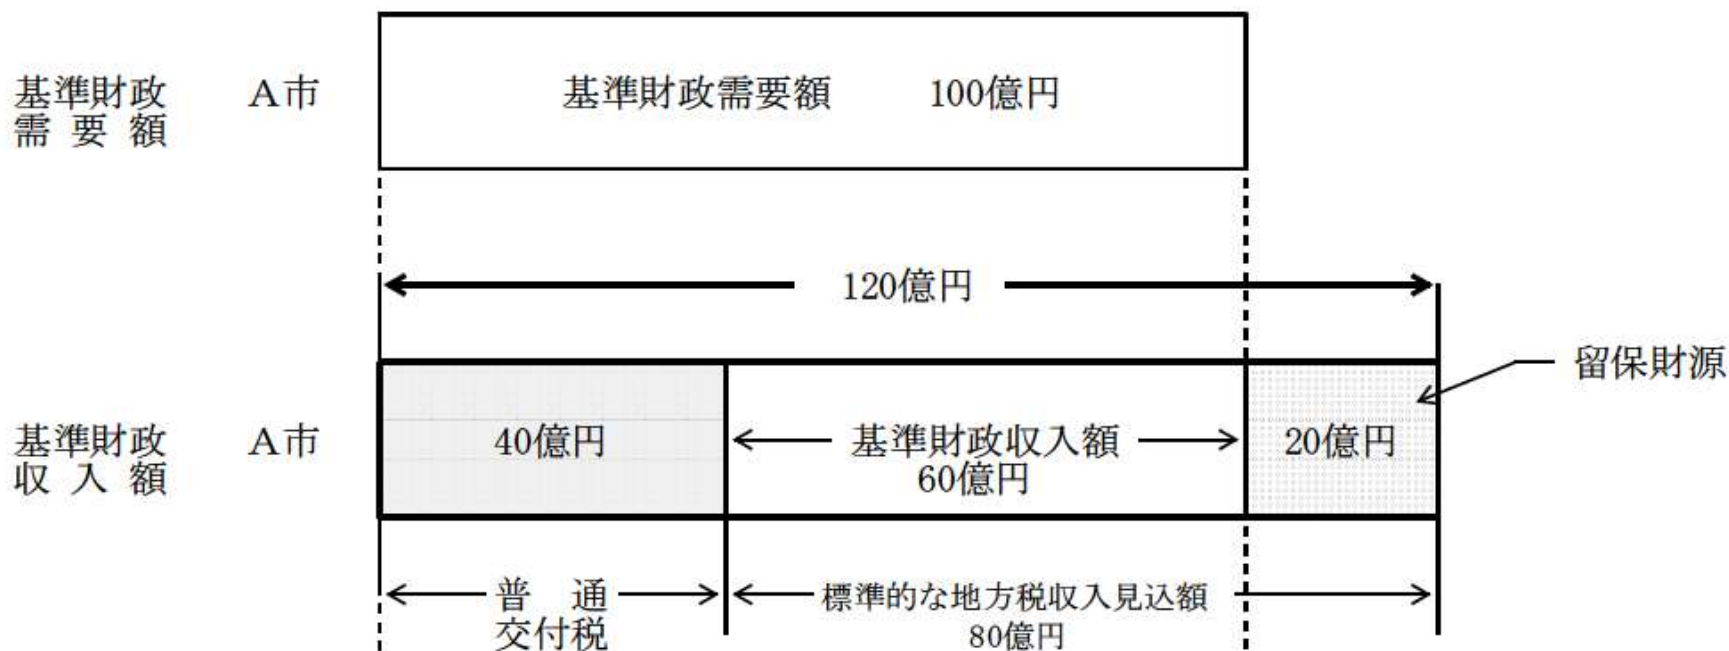 基準財政 A市 基準財政需要額 100億円
需要額
120億円
留保財源
基準財政 A市 40億円 基準財政収入額 20億円
収入額 60億円
普通 標準的な地方税収入見込額
交付税 80億円